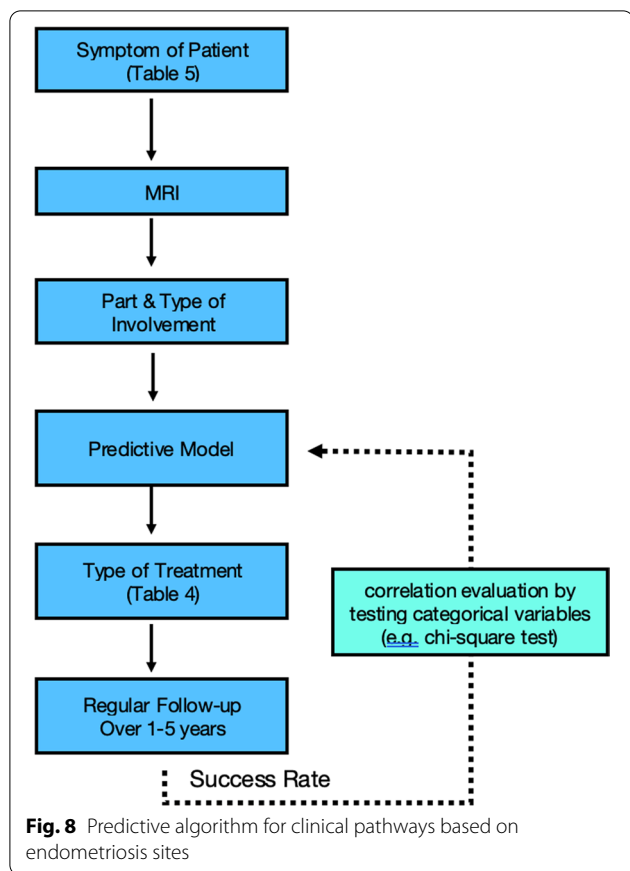 Symptom of Patient
(Table 5)
MRI
Part & Type of
Involvement
Predictive Model
Type of Treatment
(Table 4)
correlation evaluation by
testing categorical variables
(e.g. chi-square test)
Regular Follow-up
Over 1-5 years
Success Rate
Fig. 8 Predictive algorithm for clinical pathways based on
endometriosis sites